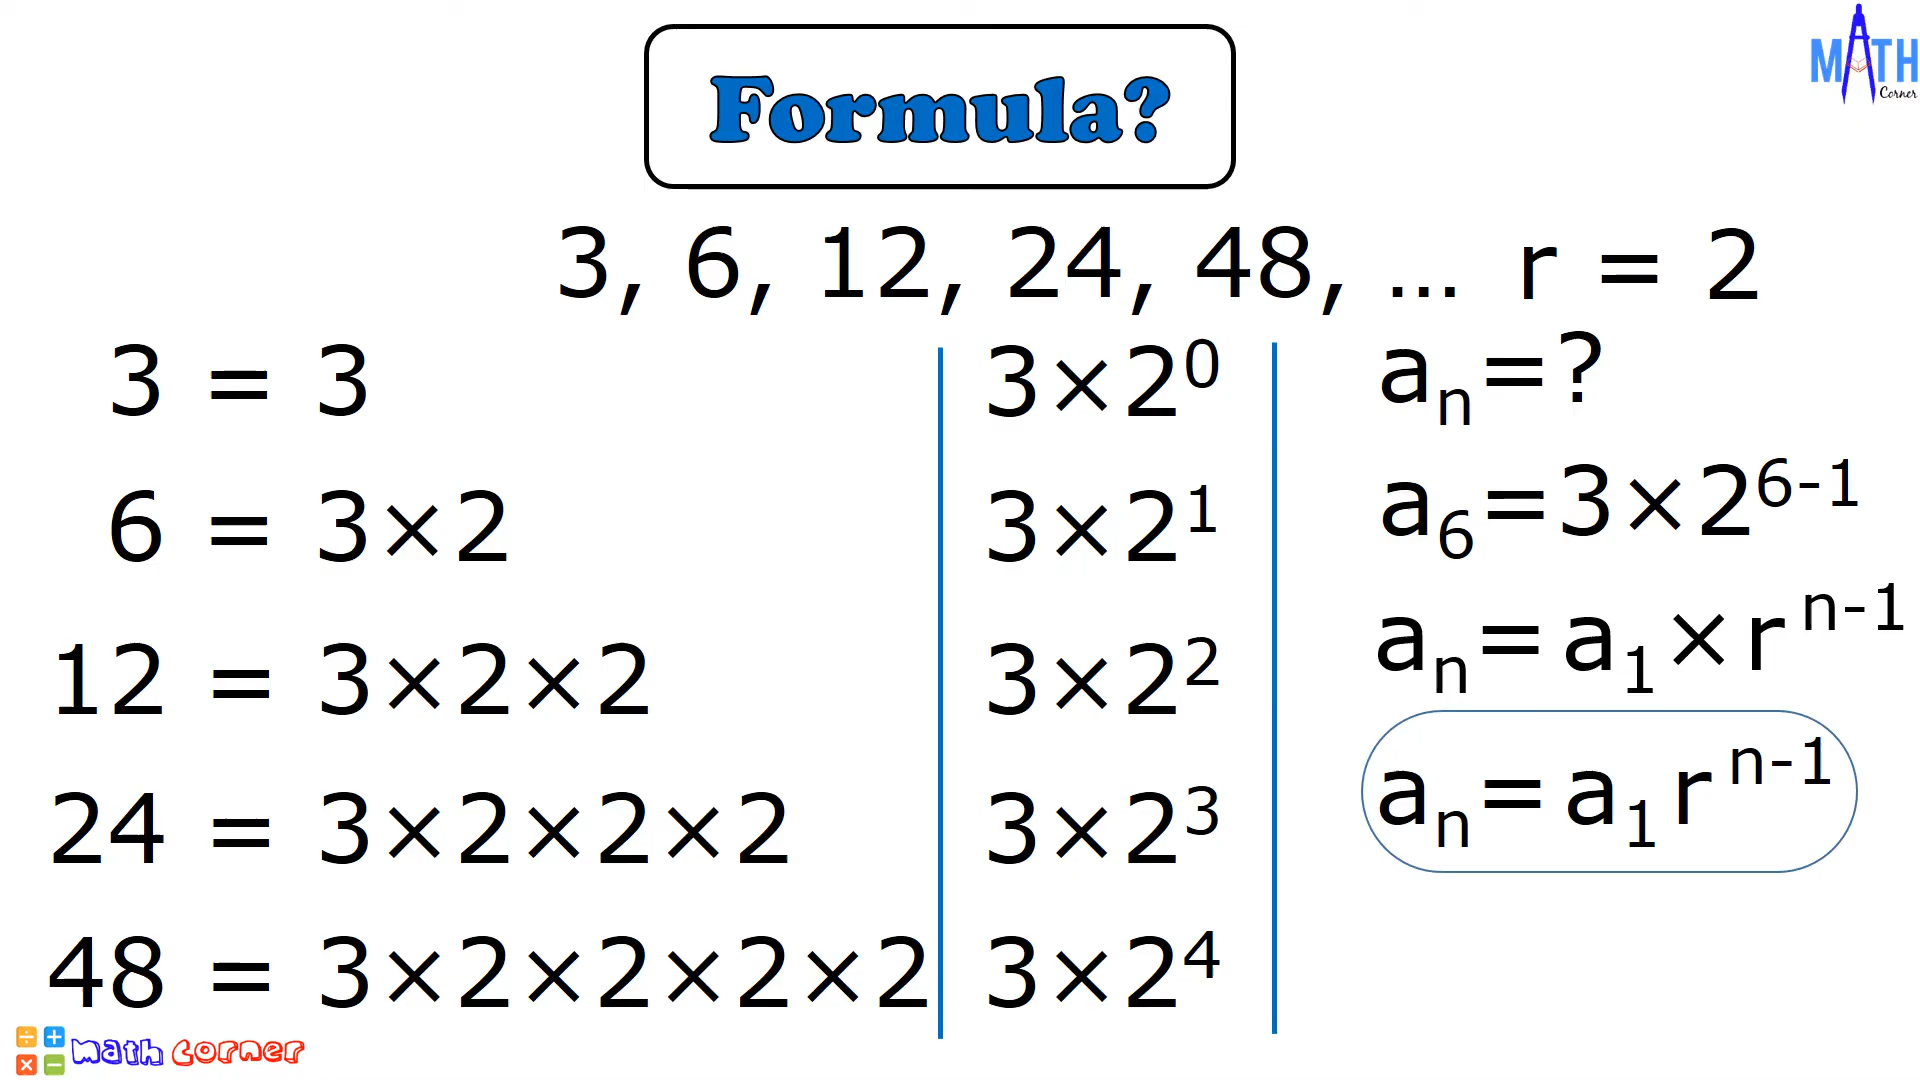 Formula?
MATH
Corner
3, 6, 12, 24, 48, ... r = 2
3 = 3
3×2⁰
aₙ=?
6 = 3×2
3×2¹
a₆=3×2⁶⁻¹
12 = 3×2×2
3×2²
aₙ=a₁×rⁿ⁻¹
24 = 3×2×2×2
3×2³
aₙ=a₁rⁿ⁻¹
48 = 3×2×2×2×2
3×2⁴
÷ +
× −
math corner